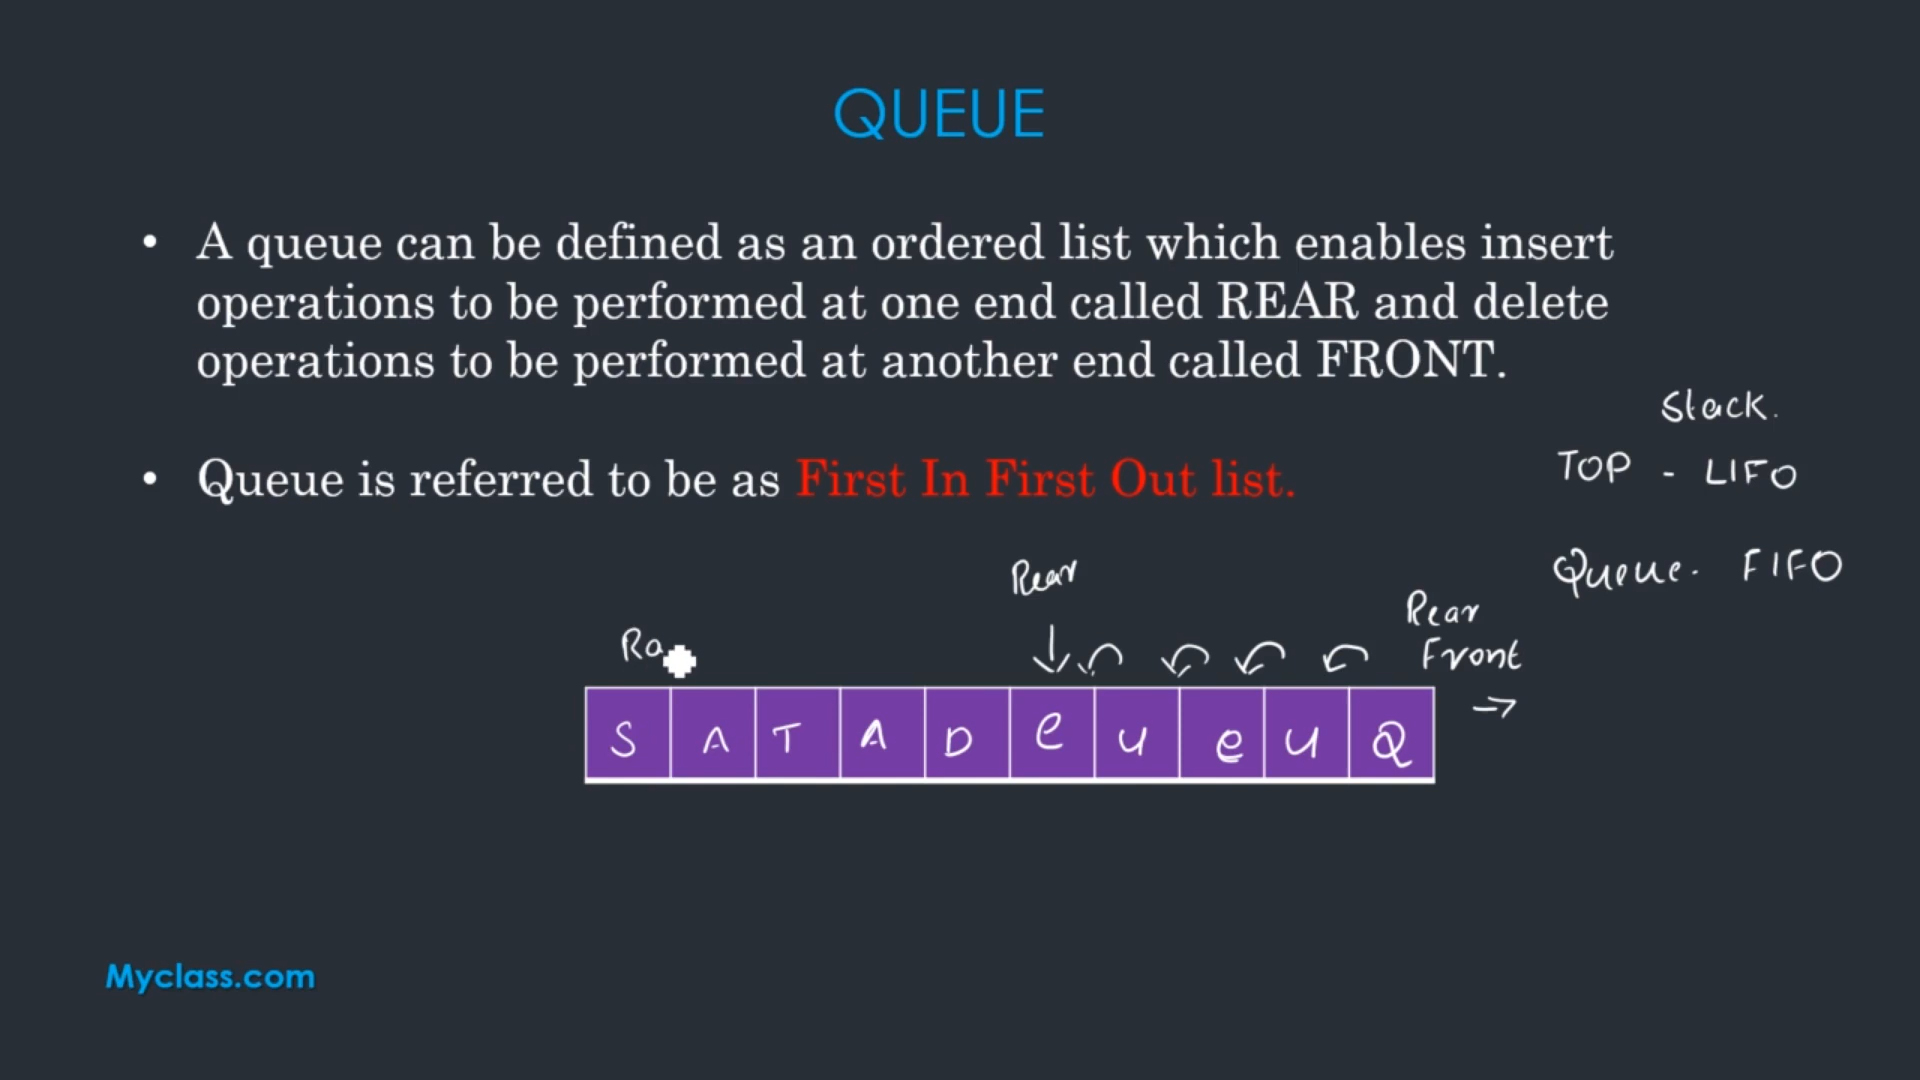 QUEUE
• A queue can be defined as an ordered list which enables insert
operations to be performed at one end called REAR and delete
operations to be performed at another end called FRONT.
Stack.
• Queue is referred to be as First In First Out list.
TOP - LIFO
Queue. FIFO
Rear
Rear
Ra
Front
S A T A D e u e u Q
Myclass.com